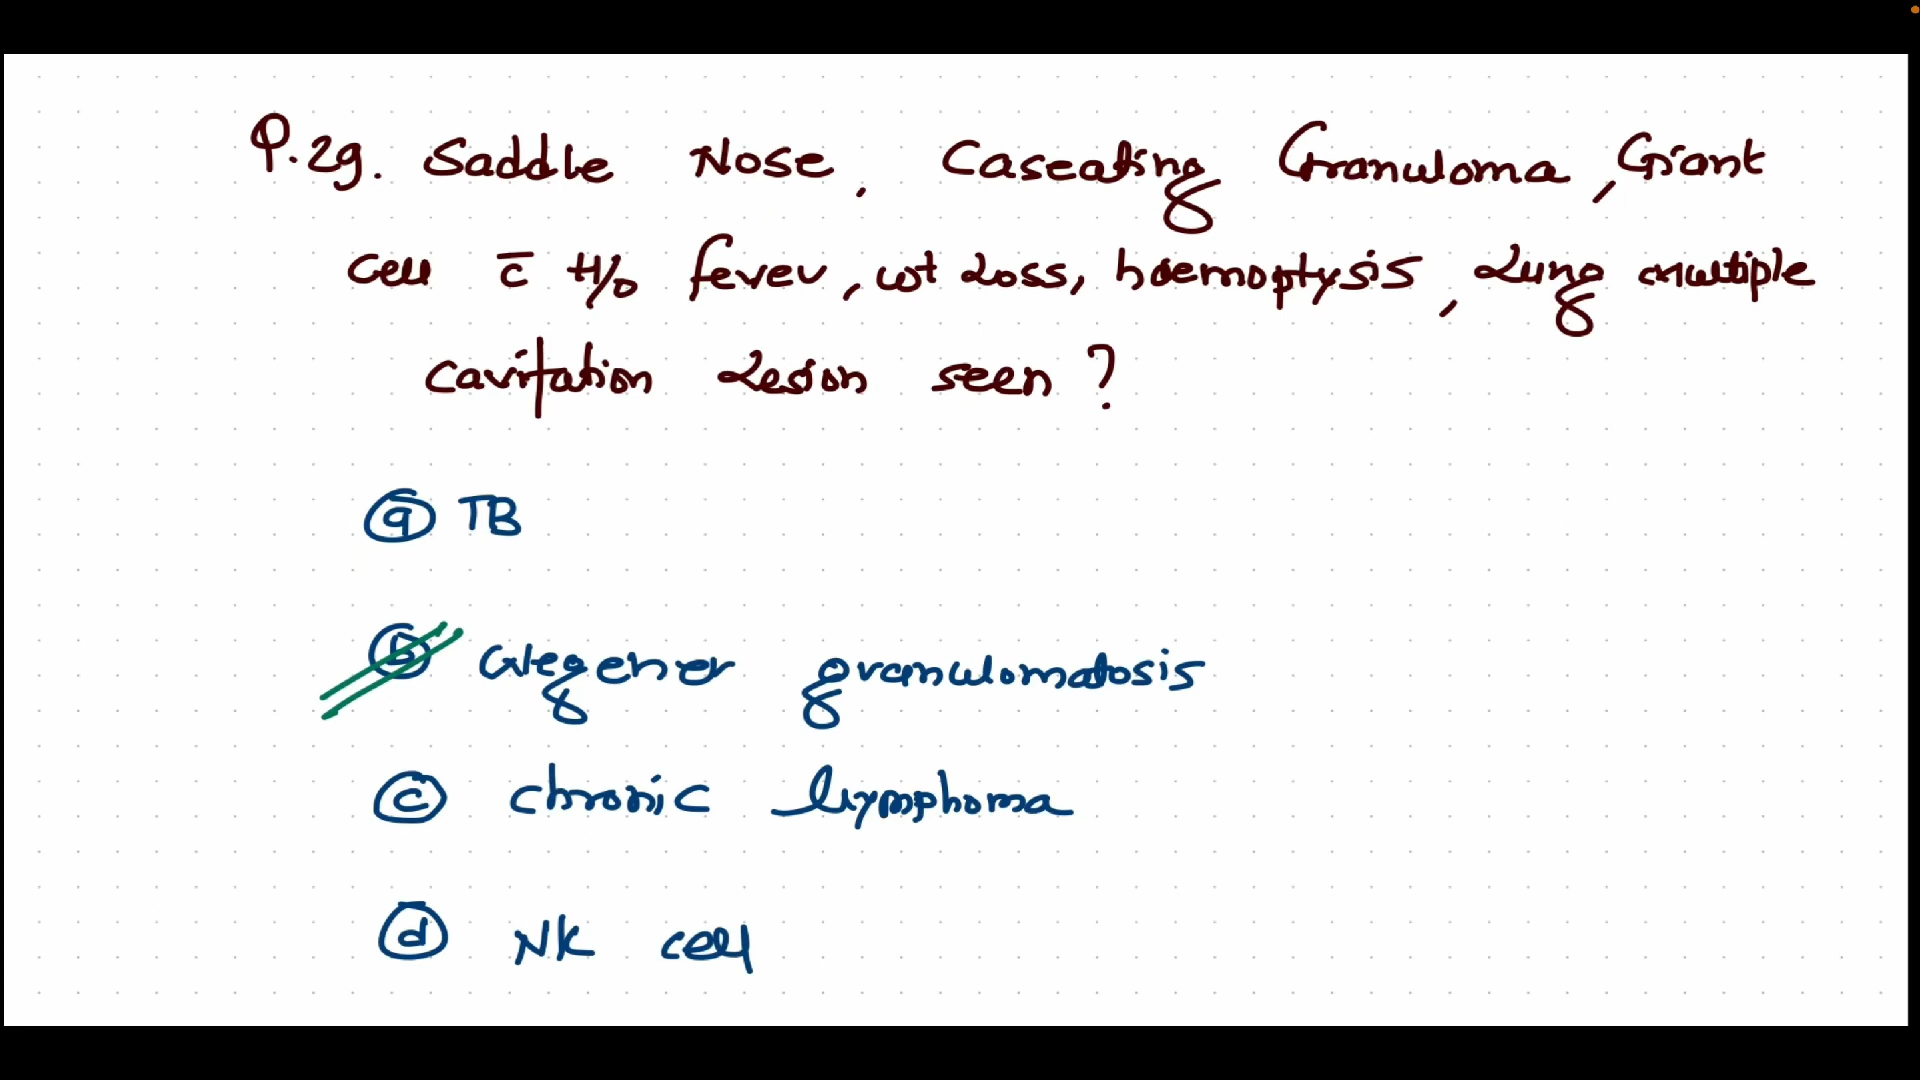 Q.29. Saddle Nose, Caseating Granuloma, Giant
cell c̅ H/o fever, wt loss, haemoptysis, Lung multiple
cavitation Lesion seen?
(a) TB
(b) Wegener granulomatosis
(c) chronic lymphoma
(d) NK cell